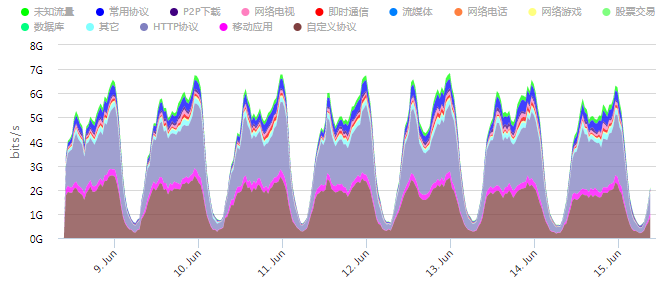 未知流量 常用协议 P2P下载 网络电视 即时通信 流媒体 网络电话 网络游戏 股票交易
数据库 其它 HTTP协议 移动应用 自定义协议
8G
7G
6G
5G
4G
3G
2G
1G
0G
bits/s
9. Jun 10. Jun 11. Jun 12. Jun 13. Jun 14. Jun 15. Jun